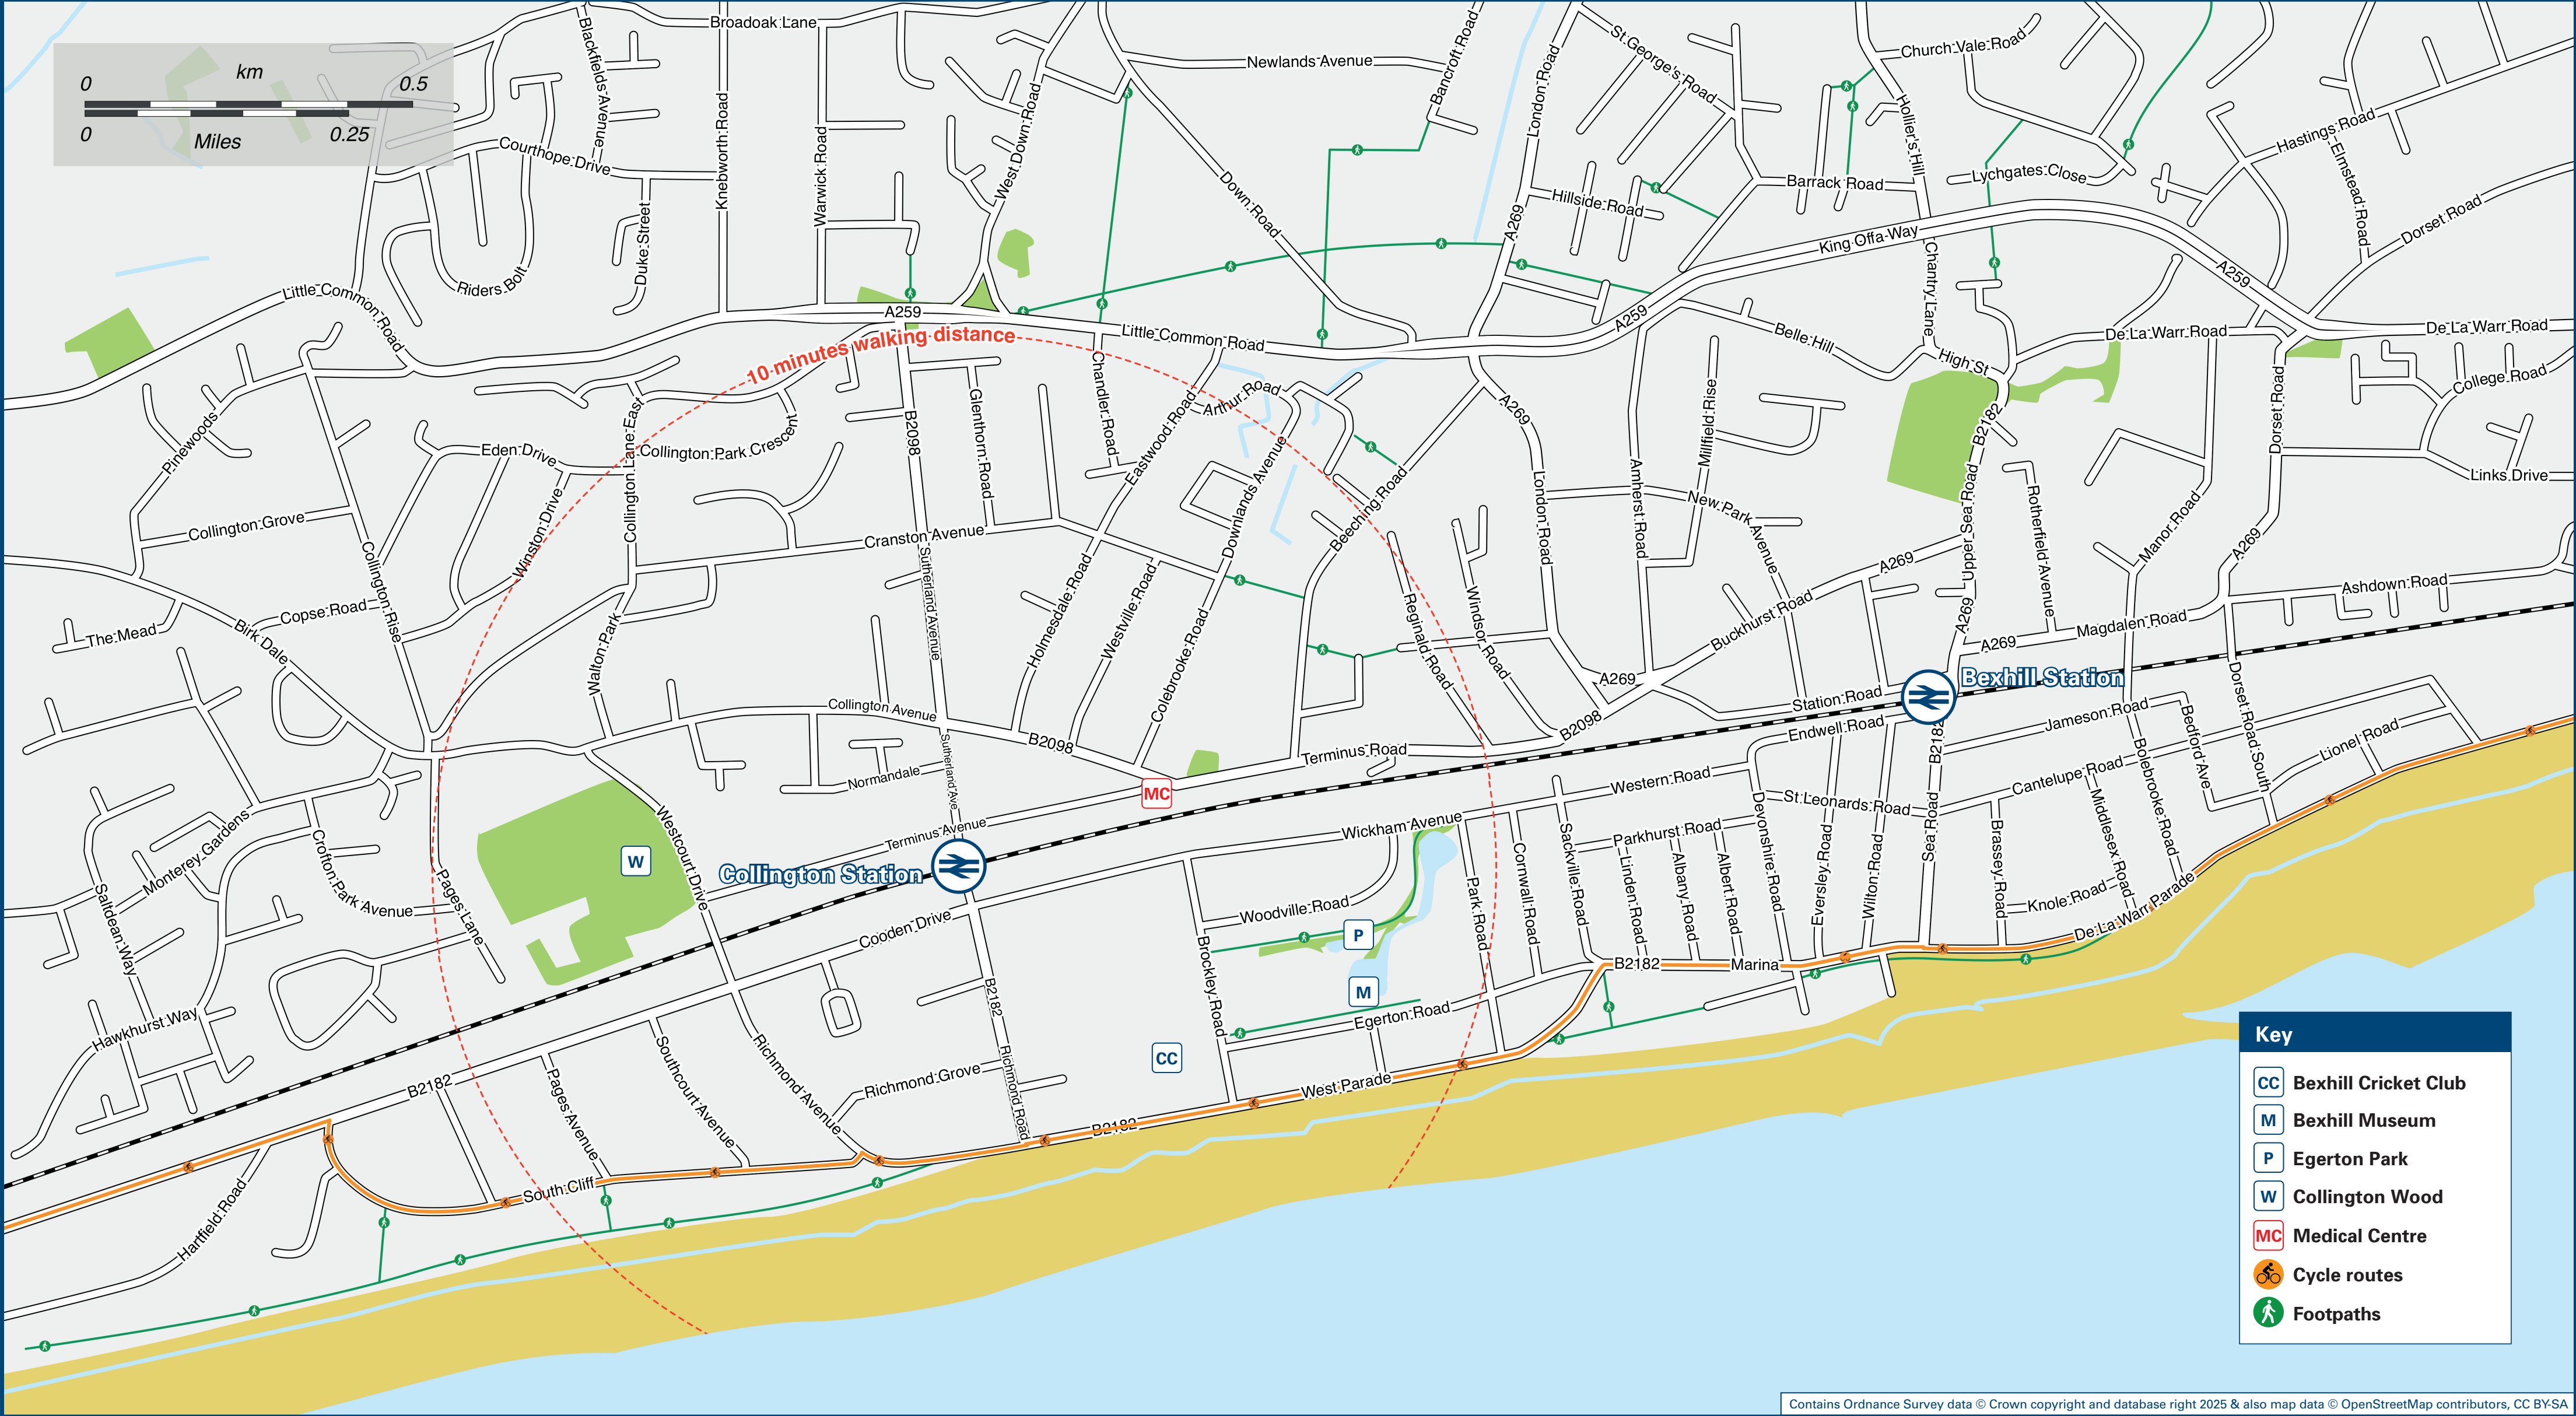 Broadoak Lane
Blackfields Avenue
Newlands Avenue
Bancroft Road
London Road
St George's Road
Church Vale Road
Hollier's Hill
Hastings Road
Elmstead Road
km
0 0.5
0 0.25
Miles
Courthope Drive
Knebworth Road
Warwick Road
West Down Road
Down Road
Duke Street
Riders Bolt
Hillside Road
Barrack Road
Lychgates Close
Dorset Road
A269
King Offa Way
Chantry Lane
A259
Little Common Road
A259
10 minutes walking distance
Little Common Road
A259
Belle Hill
High St
De La Warr Road
De La Warr Road
College Road
Pinewoods
Eden Drive
Collington Lane East
Collington Park Crescent
B2098
Glenthorn Road
Chandler Road
Eastwood Road
Arthur Road
A269
Millfield Rise
B2182
Dorset Road
Links Drive
Collington Grove
Winston Drive
Cranston Avenue
Downlands Avenue
Beeching Road
London Road
Amherst Road
New Park Avenue
Upper Sea Road
Rotherfield Avenue
Manor Road
A269
Collington Rise
Copse Road
The Mead
Birk Dale
Walton Park
Sutherland Avenue
Holmesdale Road
Westville Road
Colebrooke Road
Reginald Road
Windsor Road
Buckhurst Road
A269
A269
A269
Magdalen Road
Ashdown Road
A269
Bexhill Station
Station Road
Endwell Road
Jameson Road
Bedford Ave
Dorset Road South
Lionel Road
Collington Avenue
B2098
Sutherland Ave
Normandale
Terminus Road
B2098
MC
Terminus Avenue
Western Road
B2182
Cantelupe Road
Bolebrooke Road
Middlesex Road
St Leonards Road
Devonshire Road
Monterey Gardens
Crofton Park Avenue
Pages Lane
Saltdean Way
W
Westcourt Drive
Collington Station
Wickham Avenue
Parkhurst Road
Sackville Road
Cornwall Road
Park Road
Linden Road
Albany Road
Albert Road
Eversley Road
Wilton Road
Sea Road
Brassey Road
Knole Road
De La Warr Parade
Woodville Road
P
Cooden Drive
Brockley Road
M
B2182
Marina
Hawkhurst Way
B2182
Egerton Road
CC
B2182
Pages Avenue
Southcourt Avenue
Richmond Avenue
Richmond Grove
Richmond Road
West Parade
B2182
South Cliff
Hartfield Road
Key
CC Bexhill Cricket Club
M Bexhill Museum
P Egerton Park
W Collington Wood
MC Medical Centre
Cycle routes
Footpaths
Contains Ordnance Survey data © Crown copyright and database right 2025 & also map data © OpenStreetMap contributors, CC BY-SA